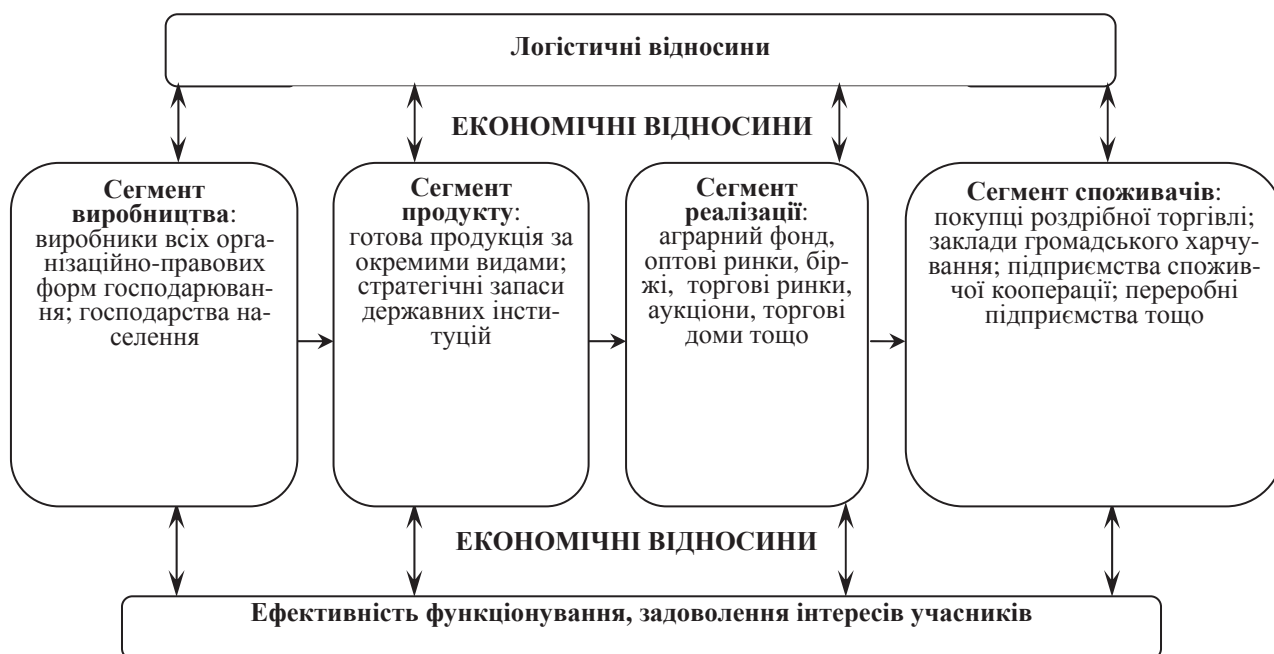 Логістичні відносини
ЕКОНОМІЧНІ ВІДНОСИНИ
Сегмент
виробництва:
виробники всіх орга-
нізаційно-правових
форм господарюван-
ня; господарства на-
селення
Сегмент
продукту:
готова продукція за
окремими видами;
стратегічні запаси
державних інсти-
туцій
Сегмент
реалізації:
аграрний фонд,
оптові ринки, бір-
жі, торгові ринки,
аукціони, торгові
доми тощо
Сегмент споживачів:
покупці роздрібної торгівлі;
заклади громадського харчу-
вання; підприємства спожив-
чої кооперації; переробні
підприємства тощо
ЕКОНОМІЧНІ ВІДНОСИНИ
Ефективність функціонування, задоволення інтересів учасників